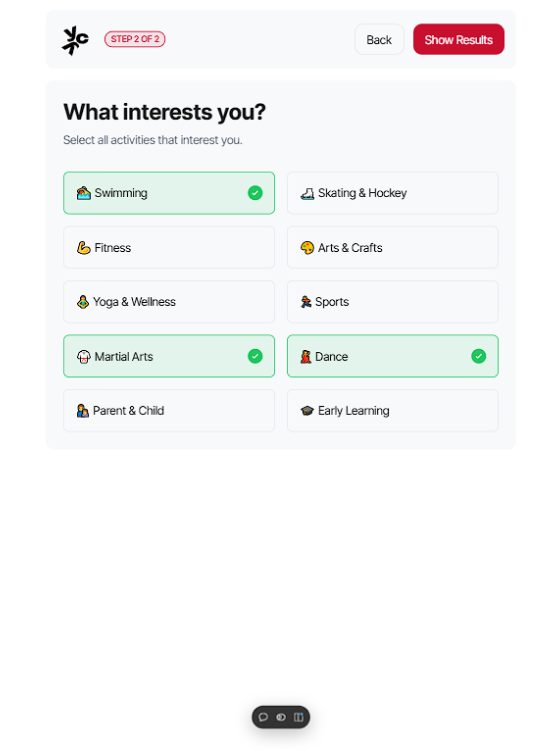 YC
STEP 2 OF 2
Back
Show Results
What interests you?
Select all activities that interest you.
Swimming
Skating & Hockey
Fitness
Arts & Crafts
Yoga & Wellness
Sports
Martial Arts
Dance
Parent & Child
Early Learning